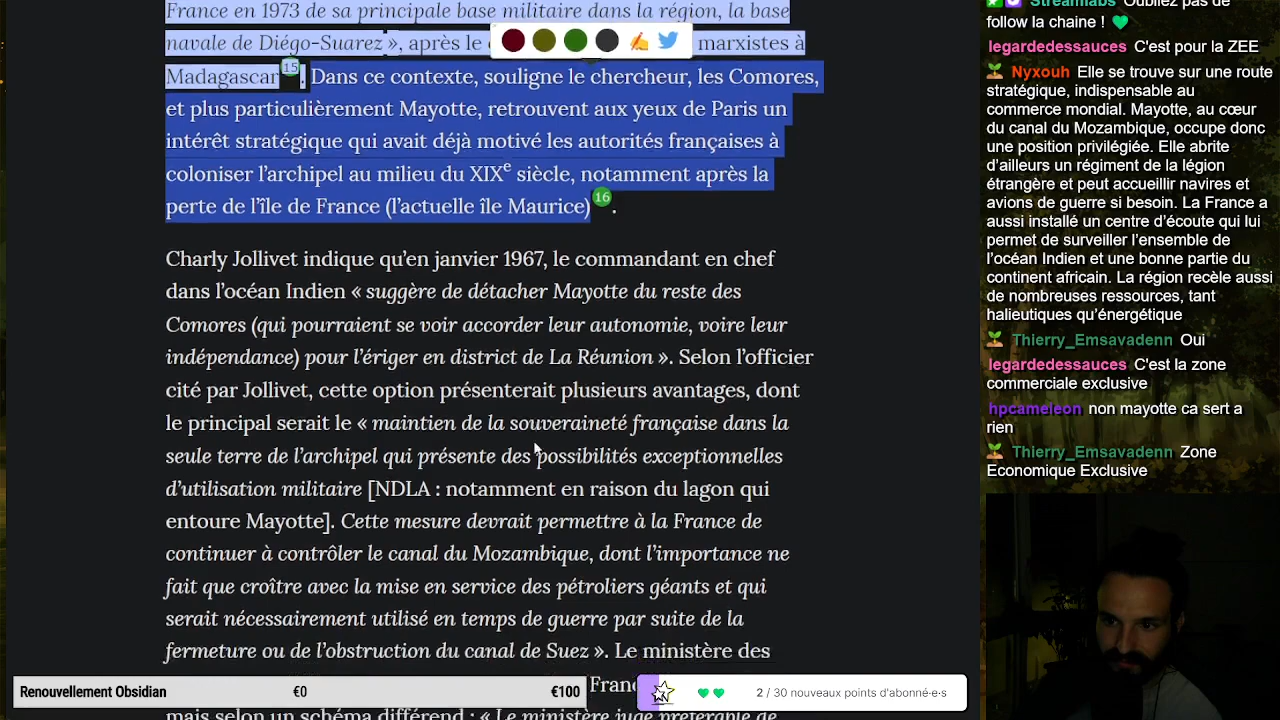 France en 1973 de sa principale base militaire dans la région, la base
navale de Diégo-Suarez », après le
marxistes à
Madagascar 15 . Dans ce contexte, souligne le chercheur, les Comores,
et plus particulièrement Mayotte, retrouvent aux yeux de Paris un
intérêt stratégique qui avait déjà motivé les autorités françaises à
coloniser l’archipel au milieu du XIXe siècle, notamment après la
perte de l’île de France (l’actuelle île Maurice) 16 .
Charly Jollivet indique qu’en janvier 1967, le commandant en chef
dans l’océan Indien « suggère de détacher Mayotte du reste des
Comores (qui pourraient se voir accorder leur autonomie, voire leur
indépendance) pour l’ériger en district de La Réunion ». Selon l’officier
cité par Jollivet, cette option présenterait plusieurs avantages, dont
le principal serait le « maintien de la souveraineté française dans la
seule terre de l’archipel qui présente des possibilités exceptionnelles
d’utilisation militaire [NDLA : notamment en raison du lagon qui
entoure Mayotte]. Cette mesure devrait permettre à la France de
continuer à contrôler le canal du Mozambique, dont l’importance ne
fait que croître avec la mise en service des pétroliers géants et qui
serait nécessairement utilisé en temps de guerre par suite de la
fermeture ou de l’obstruction du canal de Suez ». Le ministère des
mais selon un schéma différend : « Le ministère juge préférable de
Renouvellement Obsidian €0 €100
2 / 30 nouveaux points d'abonné·e·s
Streamlabs Oubliez pas de
follow la chaine !
legardedessauces C'est pour la ZEE
Nyxouh Elle se trouve sur une route
stratégique, indispensable au
commerce mondial. Mayotte, au cœur
du canal du Mozambique, occupe donc
une position privilégiée. Elle abrite
d'ailleurs un régiment de la légion
étrangère et peut accueillir navires et
avions de guerre si besoin. La France a
aussi installé un centre d'écoute qui lui
permet de surveiller l'ensemble de
l'océan Indien et une bonne partie du
continent africain. La région recèle aussi
de nombreuses ressources, tant
halieutiques qu'énergétique
Thierry_Emsavadenn Oui
legardedessauces C'est la zone
commerciale exclusive
hpcameleon non mayotte ca sert a
rien
Thierry_Emsavadenn Zone
Economique Exclusive